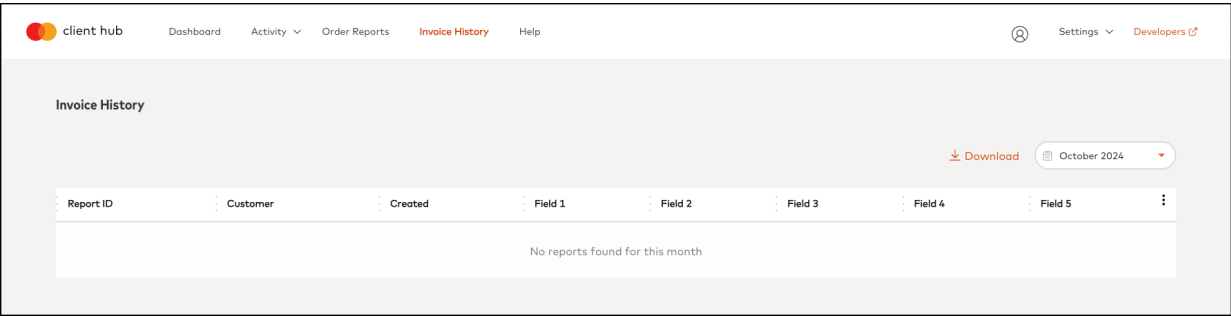 client hub Dashboard Activity Order Reports Invoice History Help Settings Developers
Invoice History
Download October 2024
Report ID Customer Created Field 1 Field 2 Field 3 Field 4 Field 5
No reports found for this month